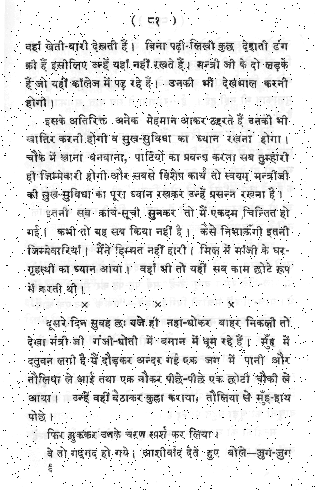 ( ८१ )
वहां खेती-बारी देखती हैं। बिना पढ़ी-लिखी कुछ देहाती ढंग
की हैं इसीलिए उन्हें यहां नहीं रखते हैं। मन्त्री जी के दो लड़के
हैं जो यहीं कॉलेज में पढ़ रहे हैं। उनकी भी देखभाल करनी
होगी।
इसके अतिरिक्त अनेक मेहमान आकर ठहरते हैं उनकी भी
खातिर करनी होगी व सुख-सुविधा का ध्यान रखना होगा।
चौके में खाना बनवाना, पार्टियों का प्रबन्ध करना सब तुम्हारी
ही जिम्मेवारी होगी और सबसे विशेष कार्य तो स्वयम् मन्त्रीजी
की सुख-सुविधा का पूरा ध्यान रखकर उन्हें प्रसन्न रखना है।
इतनी सब कार्य-सूची सुनकर तो मैं एकदम चिन्तित हो
गई। कभी तो यह सब किया नहीं है। कैसे निभाऊँगी इतनी
जिम्मेवारियां। मैंने हिम्मत नहीं हारी। फिर में मांजी के घर-
गृहस्थी का ध्यान आया। वहाँ भी तो यही सब काम छोटे रूप
में करती थी।
× × ×
दूसरे दिन सुबह छः बजे ही नहा-धोकर बाहर निकली तो
देखा मंत्री जी गंजी-धोती में बगान में घूम रहे हैं। मुँह में
दतुवन लगी है मैं दौड़कर अन्दर गई एक जग में पानी और
तौलिया ले आई तथा एक नौकर पीछे-पीछे एक छोटी चौकी ले
आया। उन्हें वहीं बैठाकर कुल्ला कराया, तौलिया से मुंह-हाथ
पोछे।
फिर झुककर उनके चरण स्पर्श कर लिया।
वे तो गद्गद् हो गये। आशीर्वाद देते हुए बोले—जुग-जुग
६